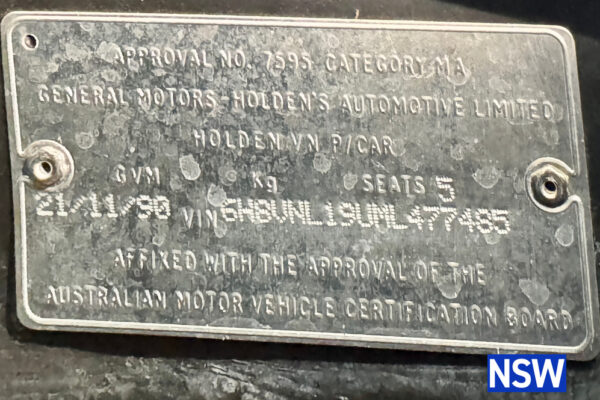 APPROVAL NO. 7595 CATEGORY MA
GENERAL MOTORS-HOLDEN'S AUTOMOTIVE LIMITED
HOLDEN VN P/CAR
GVM Kg SEATS 5
21/11/90 VIN 6H8VNL19UML477485
AFFIXED WITH THE APPROVAL OF THE
AUSTRALIAN MOTOR VEHICLE CERTIFICATION BOARD
NSW